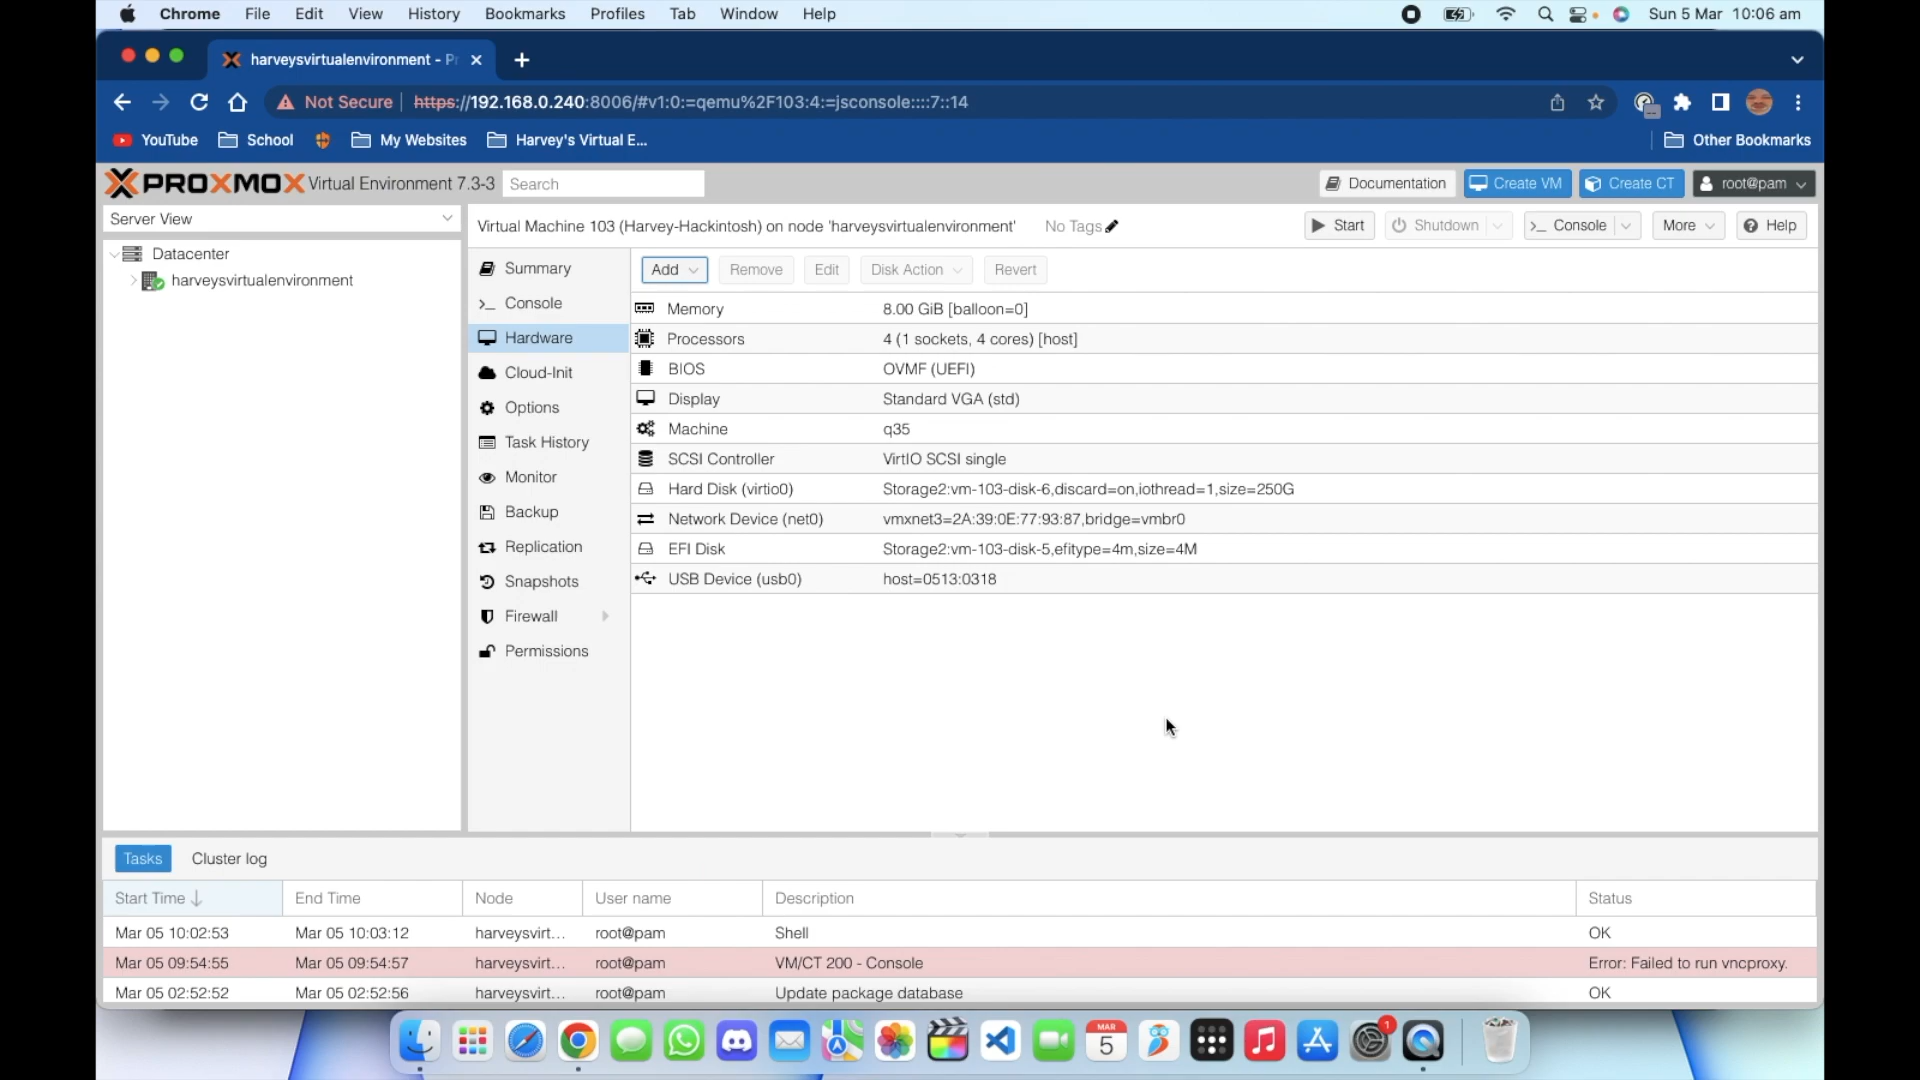 Chrome File Edit View History Bookmarks Profiles Tab Window Help Sun 5 Mar 10:06 am
harveysvirtualenvironment - P
Not Secure https://192.168.0.240:8006/#v1:0:=qemu%2F103:4:=jsconsole::::7::14
YouTube School My Websites Harvey's Virtual E... Other Bookmarks
PROXMOX Virtual Environment 7.3-3 Search Documentation Create VM Create CT root@pam
Server View
Virtual Machine 103 (Harvey-Hackintosh) on node 'harveysvirtualenvironment' No Tags Start Shutdown Console More Help
Datacenter
harveysvirtualenvironment
Summary
Console
Hardware
Cloud-Init
Options
Task History
Monitor
Backup
Replication
Snapshots
Firewall
Permissions
Add Remove Edit Disk Action Revert
Memory 8.00 GiB [balloon=0]
Processors 4 (1 sockets, 4 cores) [host]
BIOS OVMF (UEFI)
Display Standard VGA (std)
Machine q35
SCSI Controller VirtIO SCSI single
Hard Disk (virtio0) Storage2:vm-103-disk-6,discard=on,iothread=1,size=250G
Network Device (net0) vmxnet3=2A:39:0E:77:93:87,bridge=vmbr0
EFI Disk Storage2:vm-103-disk-5,efitype=4m,size=4M
USB Device (usb0) host=0513:0318
Tasks Cluster log
Start Time End Time Node User name Description Status
Mar 05 10:02:53 Mar 05 10:03:12 harveysvirt... root@pam Shell OK
Mar 05 09:54:55 Mar 05 09:54:57 harveysvirt... root@pam VM/CT 200 - Console Error: Failed to run vncproxy.
Mar 05 02:52:52 Mar 05 02:52:56 harveysvirt... root@pam Update package database OK
MAR
5
1